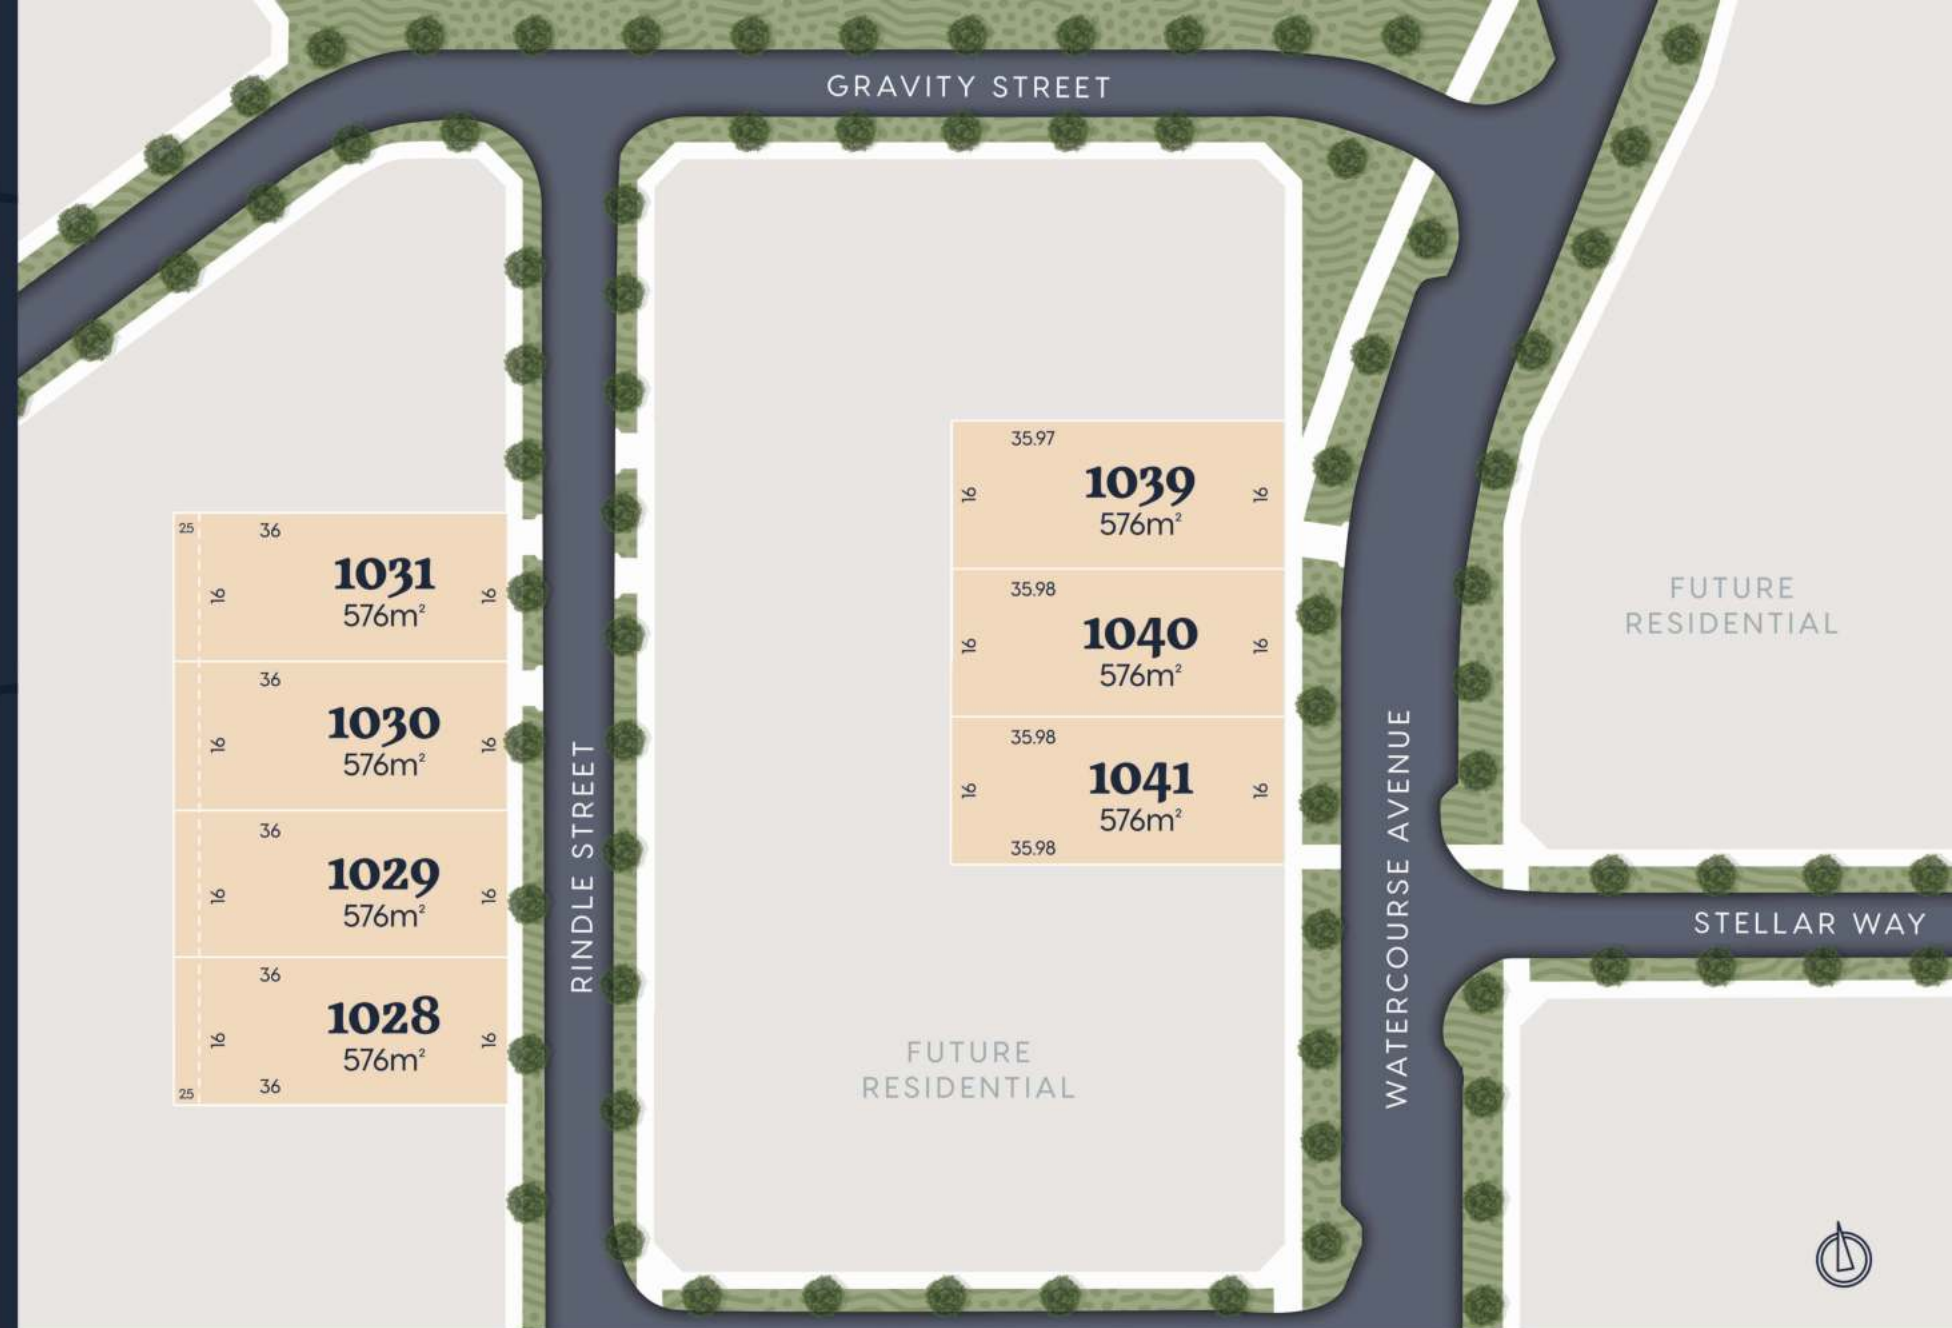 GRAVITY STREET
35.97
16
1039
576m²
16
35.98
16
1040
576m²
16
35.98
16
1041
576m²
16
35.98
25
36
16
1031
576m²
16
36
16
1030
576m²
16
36
16
1029
576m²
16
36
16
1028
576m²
16
25
36
RINDLE STREET
WATERCOURSE AVENUE
FUTURE
RESIDENTIAL
STELLAR WAY
FUTURE
RESIDENTIAL